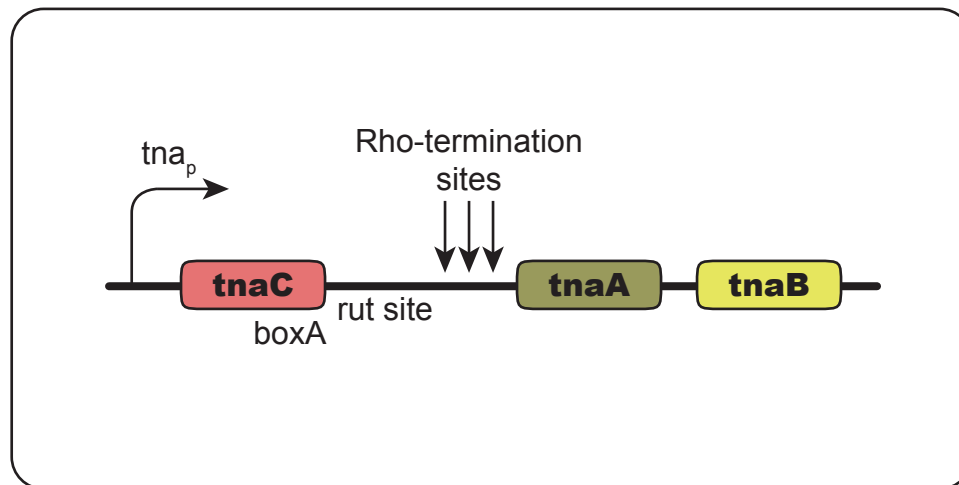 Rho-termination
sites
tnap
tnaC
tnaA
tnaB
boxA
rut site